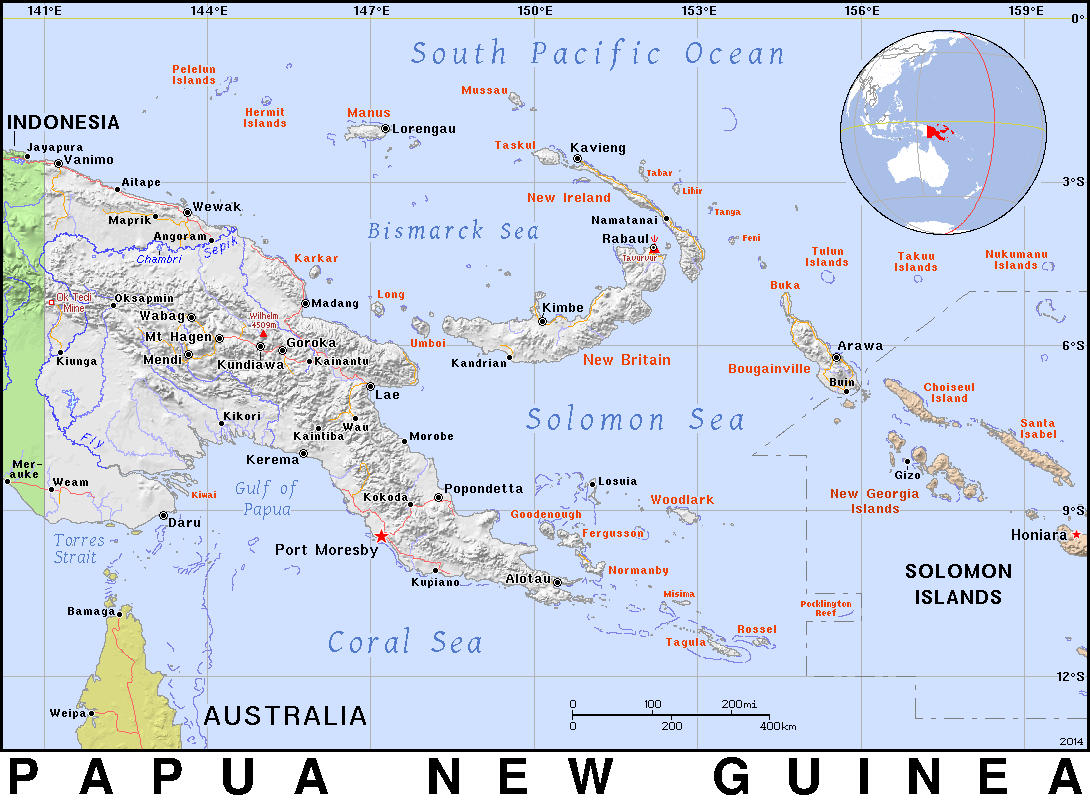 141°E
144°E
147°E
150°E
153°E
156°E
159°E
0°
South Pacific Ocean
Pelelun
Islands
Hermit
Islands
Mussau
Manus
Lorengau
INDONESIA
Jayapura
Vanimo
Taskul
Kavieng
Aitape
Tabar
3°S
Lihir
New Ireland
Wewak
Maprik
Namatanai
Tanga
Angoram
Sepik
Bismarck Sea
Rabaul
Feni
Chambri
Tavurvur
Karkar
Tulun
Islands
Takuu
Islands
Nukumanu
Islands
Ok Tedi
Mine
Oksapmin
Long
Buka
Madang
Wabag
Wilhelm
4509m
Kimbe
Mt Hagen
Goroka
Umboi
Arawa
6°S
Kiunga
Mendi
Kundiawa
Kainantu
Kandrian
New Britain
Bougainville
Buin
Lae
Choiseul
Island
Kikori
Wau
Solomon Sea
Santa
Isabel
Fly
Kaintiba
Morobe
Kerema
Mer-
auke
Weam
Gizo
Kiwai
Gulf of
Papua
Kokoda
Popondetta
Losuia
Woodlark
New Georgia
Islands
Daru
Goodenough
9°S
Torres
Strait
Port Moresby
Fergusson
Honiara
Normanby
SOLOMON
ISLANDS
Kupiano
Alotau
Misima
Pocklington
Reef
Bamaga
Coral Sea
Tagula
Rossel
12°S
Weipa
AUSTRALIA
0
100
200mi
0
200
400km
2014
PAPUA NEW GUINEA